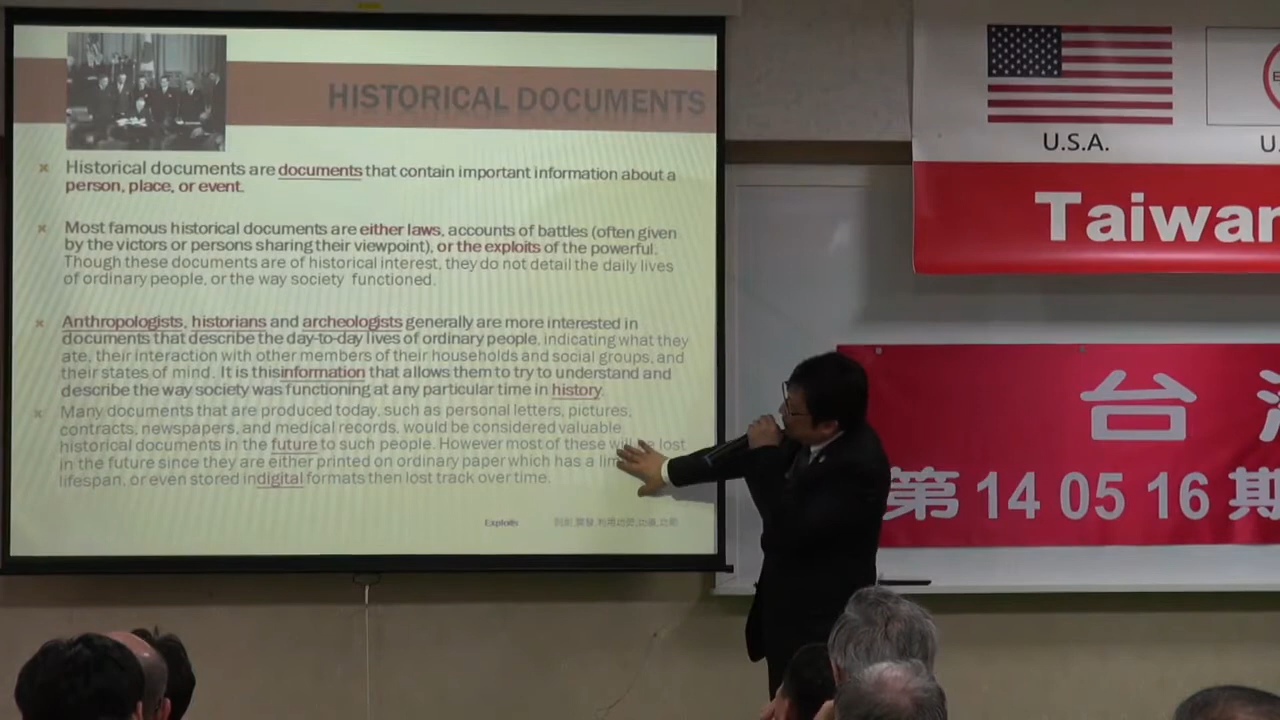 HISTORICAL DOCUMENTS
Historical documents are documents that contain important information about a
person, place, or event.
Most famous historical documents are either laws, accounts of battles (often given
by the victors or persons sharing their viewpoint), or the exploits of the powerful.
Though these documents are of historical interest, they do not detail the daily lives
of ordinary people, or the way society functioned.
Anthropologists, historians and archeologists generally are more interested in
documents that describe the day-to-day lives of ordinary people, indicating what they
ate, their interaction with other members of their households and social groups, and
their states of mind. It is this information that allows them to try to understand and
describe the way society was functioning at any particular time in history.
Many documents that are produced today, such as personal letters, pictures,
contracts, newspapers, and medical records, would be considered valuable
historical documents in the future to such people. However most of these will be lost
in the future since they are either printed on ordinary paper which has a lim
lifespan, or even stored in digital formats then lost track over time.
Exploits
U.S.A.
U.
Taiwan
台
第 14 05 16 期